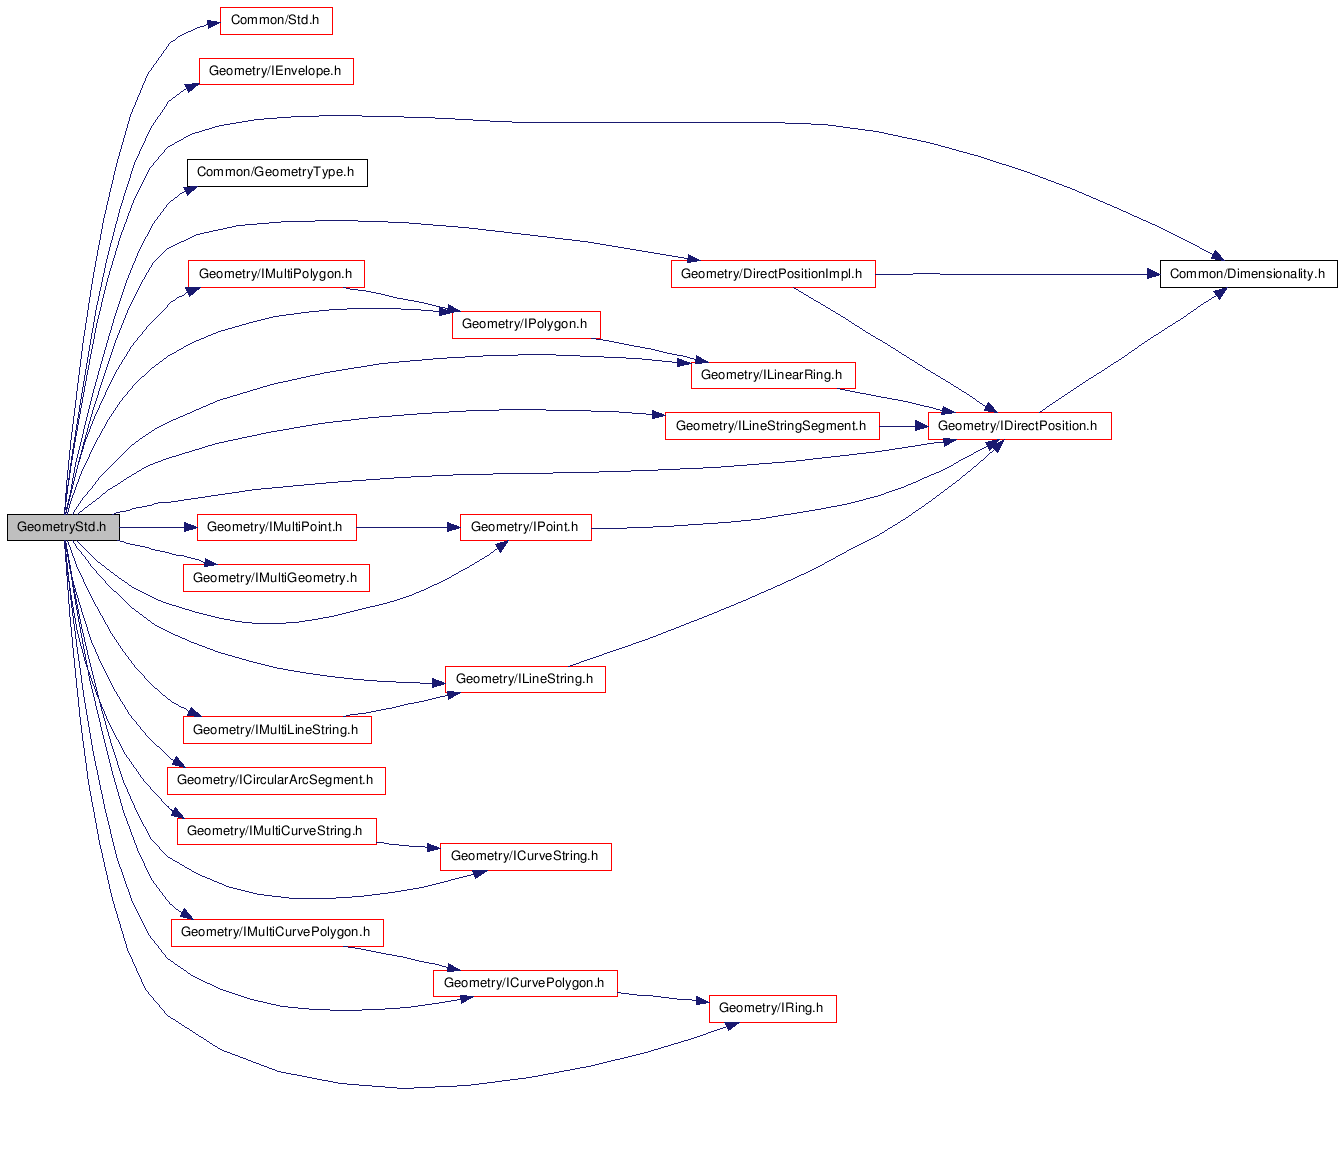 Common/Std.h
Geometry/IEnvelope.h
Common/GeometryType.h
Geometry/IMultiPolygon.h
Geometry/DirectPositionImpl.h
Common/Dimensionality.h
Geometry/IPolygon.h
Geometry/ILinearRing.h
Geometry/ILineStringSegment.h
Geometry/IDirectPosition.h
GeometryStd.h
Geometry/IMultiPoint.h
Geometry/IPoint.h
Geometry/IMultiGeometry.h
Geometry/ILineString.h
Geometry/IMultiLineString.h
Geometry/ICircularArcSegment.h
Geometry/IMultiCurveString.h
Geometry/ICurveString.h
Geometry/IMultiCurvePolygon.h
Geometry/ICurvePolygon.h
Geometry/IRing.h